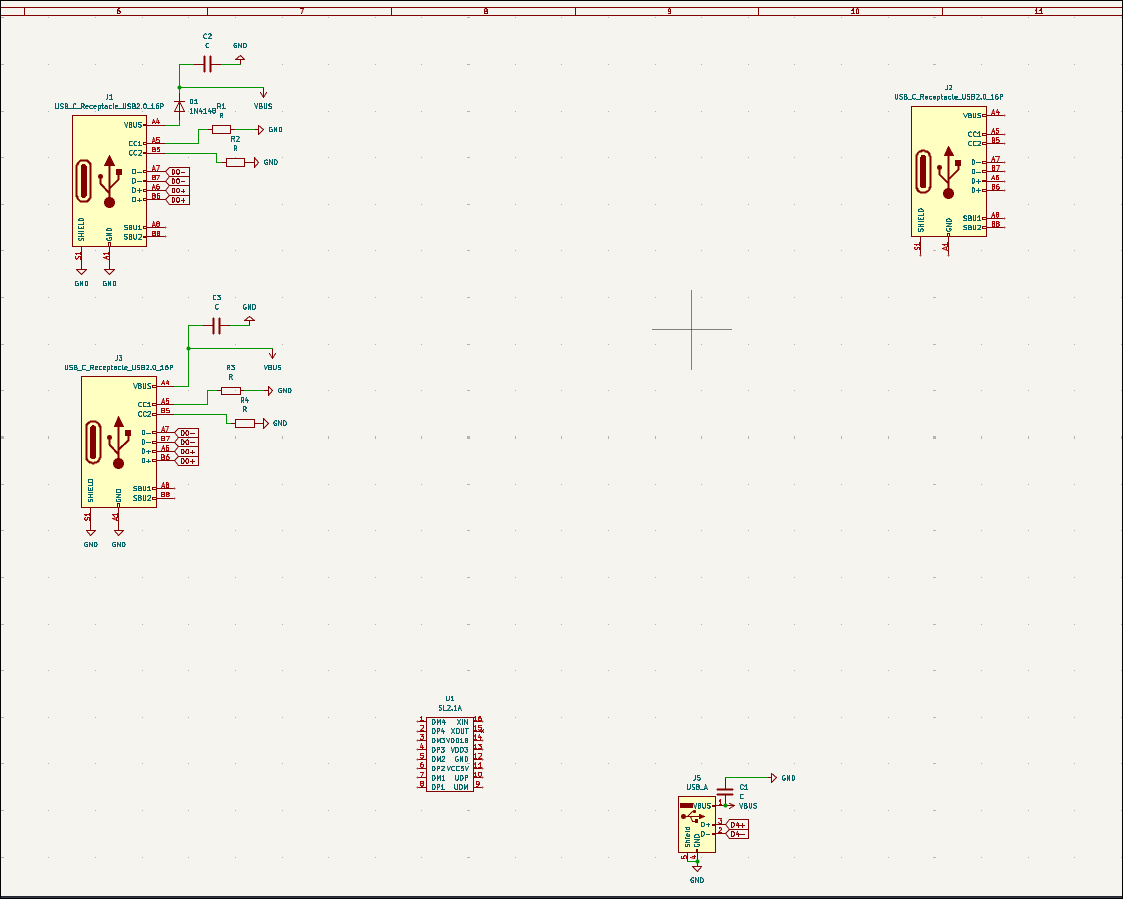 6 7 8 9 10 11
C2
C
GND
VBUS
D1
1N4148
J1
USB_C_Receptacle_USB2.0_16P
VBUS A4
CC1 A5
CC2 B5
D- A7 D0-
D- B7 D0-
D+ A6 D0+
D+ B6 D0+
SBU1 A8
SBU2 B8
SHIELD GND
S1 A1
GND GND
R1
R
GND
R2
R
GND
J2
USB_C_Receptacle_USB2.0_16P
VBUS A4
CC1 A5
CC2 B5
D- A7
D- B7
D+ A6
D+ B6
SBU1 A8
SBU2 B8
SHIELD GND
S1 A1
C3
C
GND
VBUS
J3
USB_C_Receptacle_USB2.0_16P
VBUS A4
CC1 A5
CC2 B5
D- A7 D0-
D- B7 D0-
D+ A6 D0+
D+ B6 D0+
SBU1 A8
SBU2 B8
SHIELD GND
S1 A1
GND GND
R3
R
GND
R4
R
GND
U1
SL2.1A
1 DM4 XIN 16
2 DP4 XOUT 15
3 DM3 VDD18 14
4 DP3 VDD3 13
5 DM2 GND 12
6 DP2 VCC5V 11
7 DM1 UDP 10
8 DP1 UDM 9
J5
USB_A
VBUS 1 VBUS
D+ 3 D4+
D- 2 D4-
Shield GND
5 4
GND
C1
C
GND